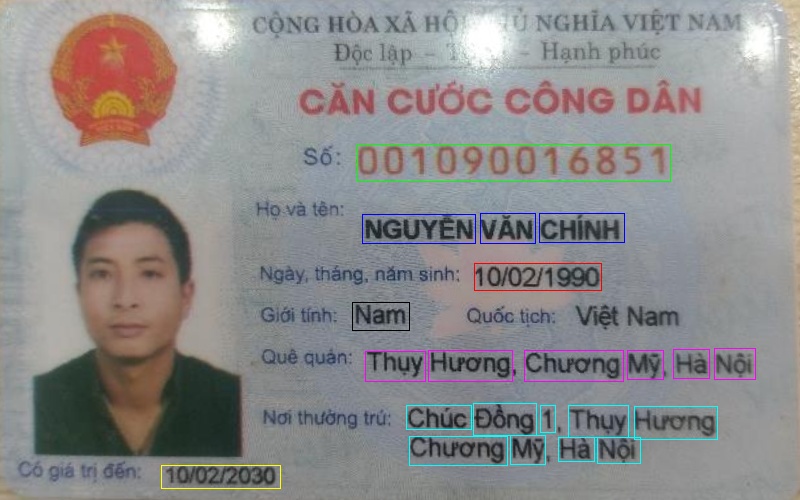 CỘNG HÒA XÃ HỘI CHỦ NGHĨA VIỆT NAM
Độc lập – Tự do – Hạnh phúc
CĂN CƯỚC CÔNG DÂN
Số: 001090016851
Họ và tên: NGUYỄN VĂN CHÍNH
Ngày, tháng, năm sinh: 10/02/1990
Giới tính: Nam Quốc tịch: Việt Nam
Quê quán: Thụy Hương, Chương Mỹ, Hà Nội
Nơi thường trú: Chúc Đồng 1, Thụy Hương
Chương Mỹ, Hà Nội
Có giá trị đến: 10/02/2030